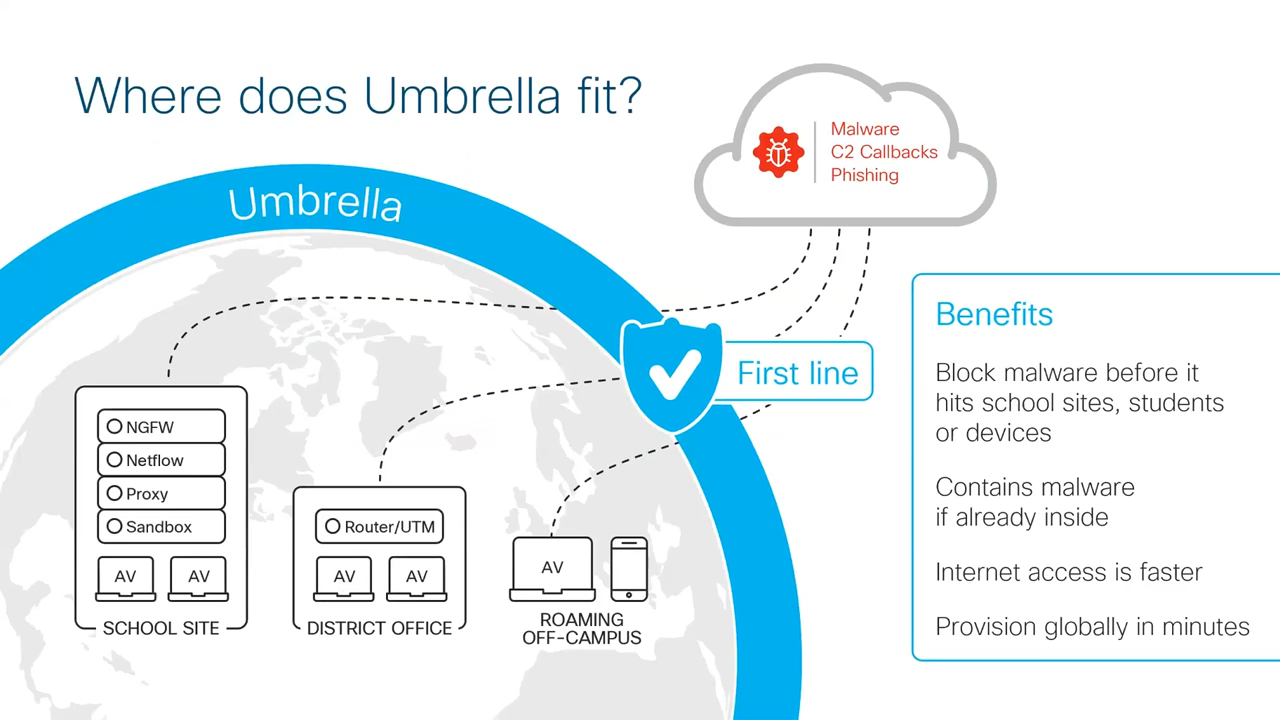 Where does Umbrella fit?
Malware
C2 Callbacks
Phishing
Umbrella
First line
NGFW
Netflow
Proxy
Sandbox
AV
AV
SCHOOL SITE
Router/UTM
AV
AV
DISTRICT OFFICE
AV
ROAMING
OFF-CAMPUS
Benefits
Block malware before it
hits school sites, students
or devices
Contains malware
if already inside
Internet access is faster
Provision globally in minutes